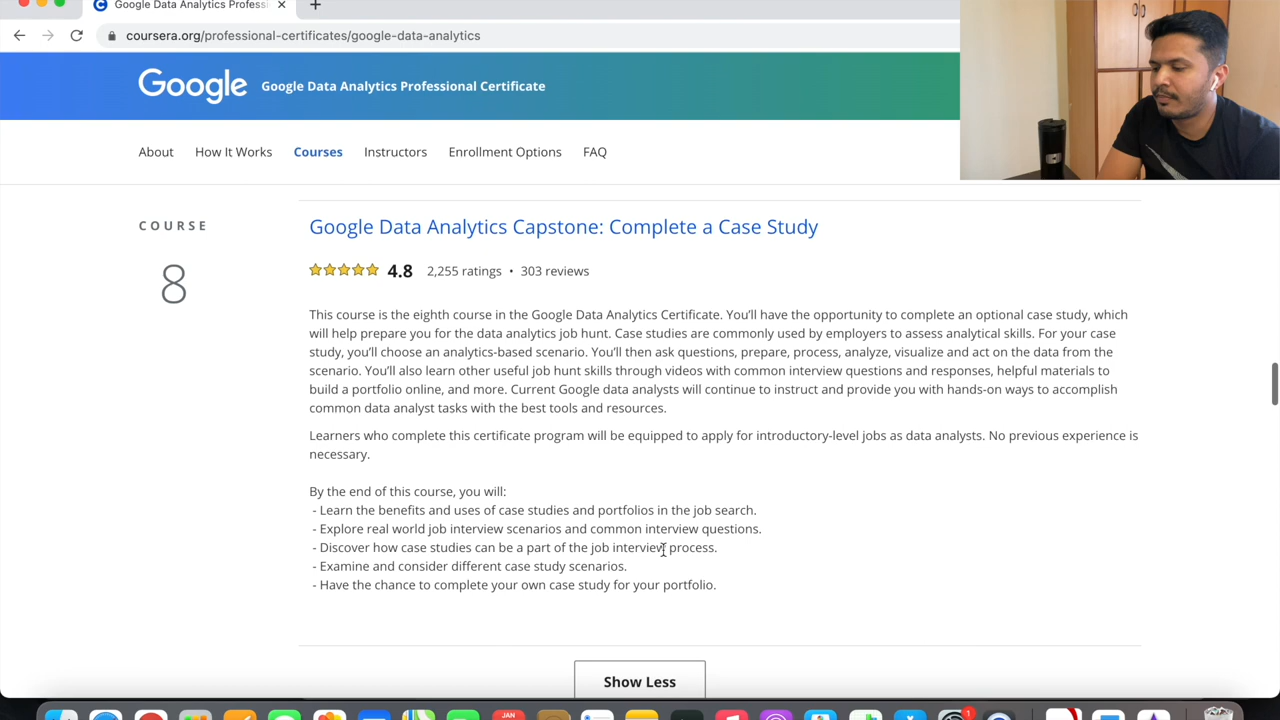 Google Data Analytics Professi
coursera.org/professional-certificates/google-data-analytics
Google Google Data Analytics Professional Certificate
About How It Works Courses Instructors Enrollment Options FAQ
COURSE
8
Google Data Analytics Capstone: Complete a Case Study
4.8 2,255 ratings • 303 reviews
This course is the eighth course in the Google Data Analytics Certificate. You'll have the opportunity to complete an optional case study, which
will help prepare you for the data analytics job hunt. Case studies are commonly used by employers to assess analytical skills. For your case
study, you'll choose an analytics-based scenario. You'll then ask questions, prepare, process, analyze, visualize and act on the data from the
scenario. You'll also learn other useful job hunt skills through videos with common interview questions and responses, helpful materials to
build a portfolio online, and more. Current Google data analysts will continue to instruct and provide you with hands-on ways to accomplish
common data analyst tasks with the best tools and resources.
Learners who complete this certificate program will be equipped to apply for introductory-level jobs as data analysts. No previous experience is
necessary.
By the end of this course, you will:
- Learn the benefits and uses of case studies and portfolios in the job search.
- Explore real world job interview scenarios and common interview questions.
- Discover how case studies can be a part of the job interview process.
- Examine and consider different case study scenarios.
- Have the chance to complete your own case study for your portfolio.
Show Less
JAN
1